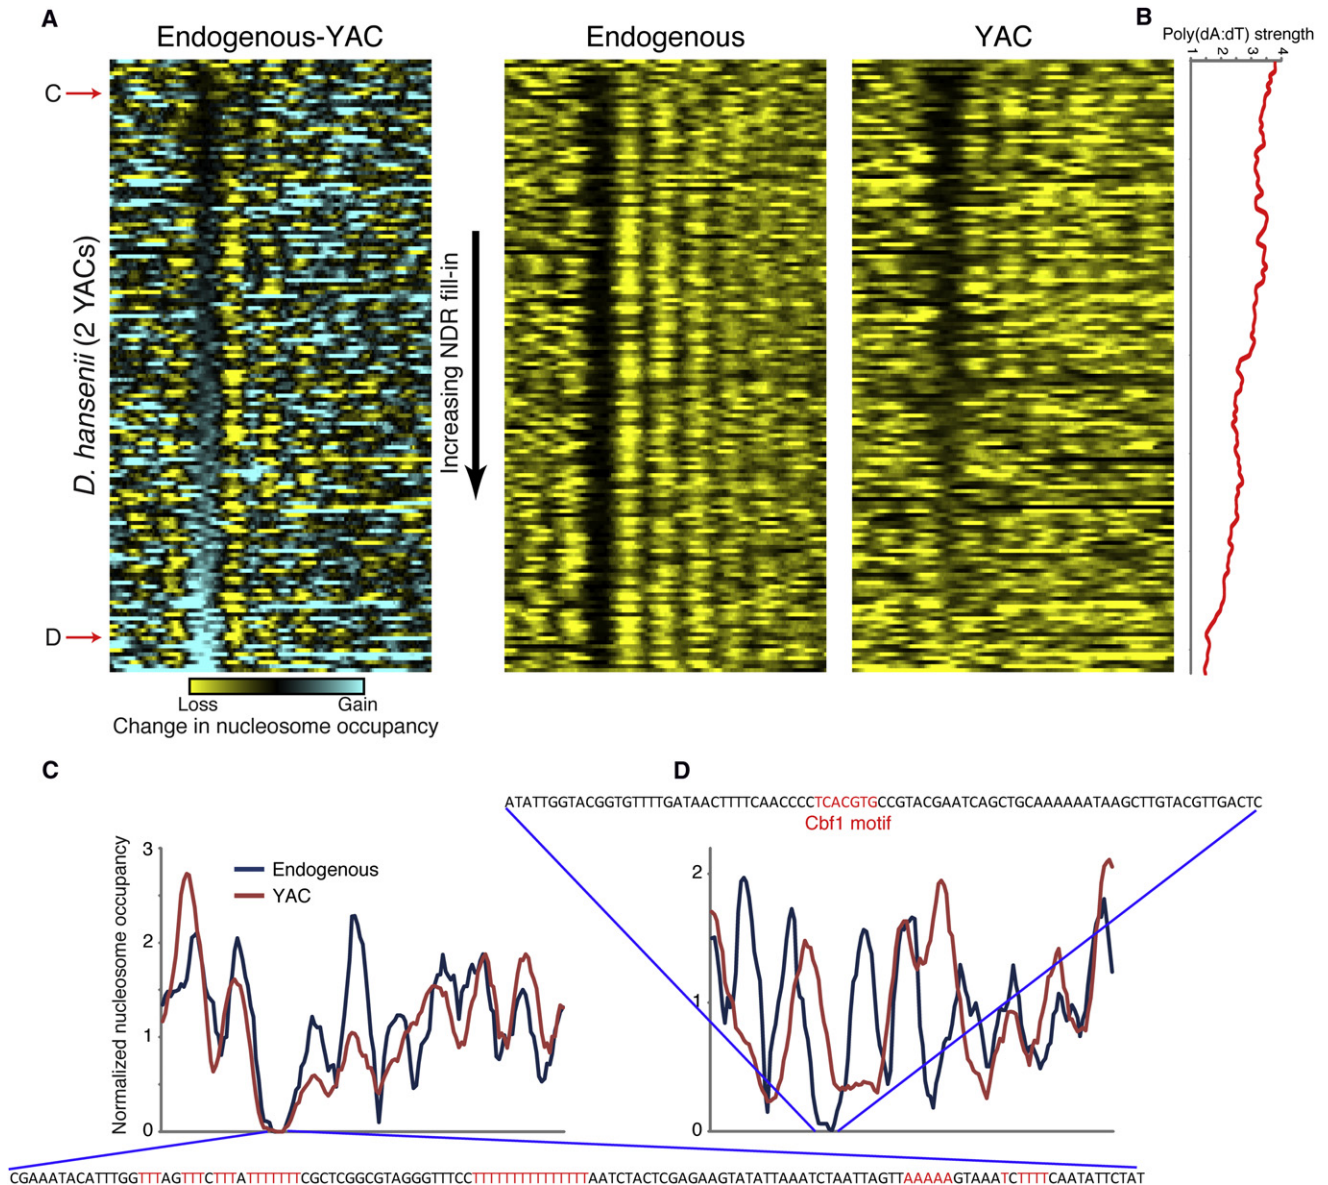 A
B
Endogenous-YAC
Endogenous
YAC
Poly(dA:dT) strength
1 2 3 4
C
D. hansenii (2 YACs)
Increasing NDR fill-in
D
Loss
Gain
Change in nucleosome occupancy
C
D
ATATTGGTACGGTGTTTTGATAACTTTTCAACCCCTCACGTGCCGTACGAATCAGCTGCAAAAAATAAGCTTGTACGTTGACTC
Cbf1 motif
Normalized nucleosome occupancy
3
2
1
0
Endogenous
YAC
2
1
0
CGAAATACATTTGGTTTAGTTTCTTTATTTTTTTCGCTCGGCGTAGGGTTTCCTTTTTTTTTTTTTTTAATCTACTCGAGAAGTATATTAAATCTAATTAGTTAAAAAGTAAATCTTTTCAATATTCTAT